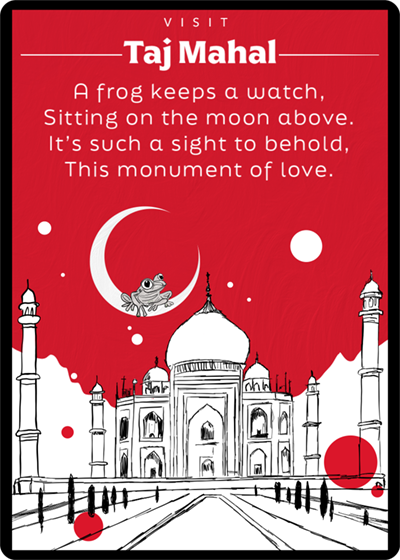 VISIT
Taj Mahal
A frog keeps a watch,
Sitting on the moon above.
It's such a sight to behold,
This monument of love.